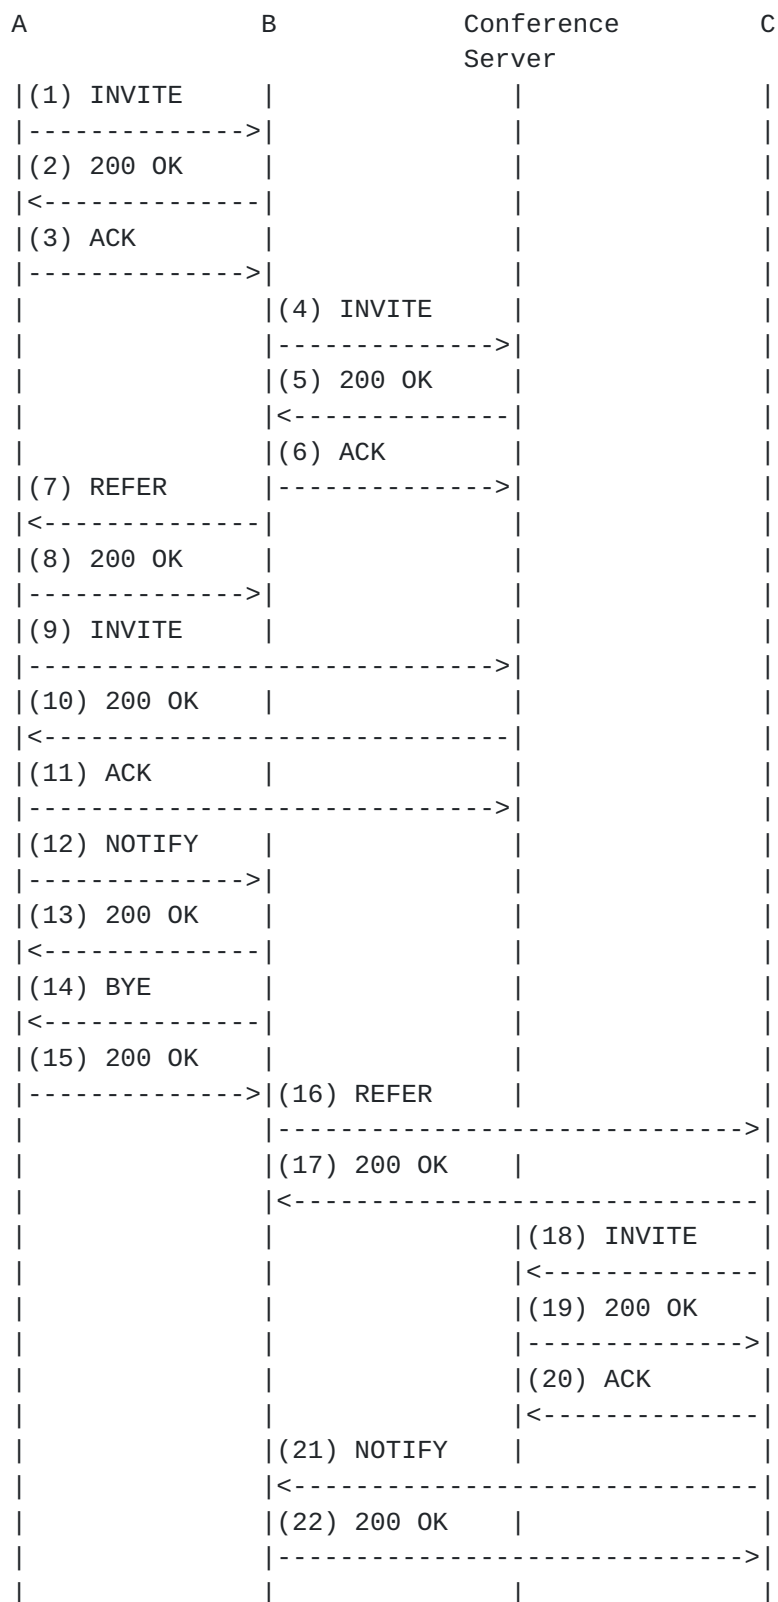 A               B            Conference         C
                             Server
|(1) INVITE     |               |               |
|-------------->|               |               |
|(2) 200 OK     |               |               |
|<--------------|               |               |
|(3) ACK        |               |               |
|-------------->|               |               |
|               |(4) INVITE     |               |
|               |-------------->|               |
|               |(5) 200 OK     |               |
|               |<--------------|               |
|               |(6) ACK        |               |
|(7) REFER      |-------------->|               |
|<--------------|               |               |
|(8) 200 OK     |               |               |
|-------------->|               |               |
|(9) INVITE     |               |               |
|------------------------------>|               |
|(10) 200 OK    |               |               |
|<------------------------------|               |
|(11) ACK       |               |               |
|------------------------------>|               |
|(12) NOTIFY    |               |               |
|-------------->|               |               |
|(13) 200 OK    |               |               |
|<--------------|               |               |
|(14) BYE       |               |               |
|<--------------|               |               |
|(15) 200 OK    |               |               |
|-------------->|(16) REFER     |               |
|               |------------------------------>|
|               |(17) 200 OK    |               |
|               |<------------------------------|
|               |               |(18) INVITE    |
|               |               |<--------------|
|               |               |(19) 200 OK    |
|               |               |-------------->|
|               |               |(20) ACK       |
|               |               |<--------------|
|               |(21) NOTIFY    |               |
|               |<------------------------------|
|               |(22) 200 OK    |               |
|               |------------------------------>|
|               |               |               |